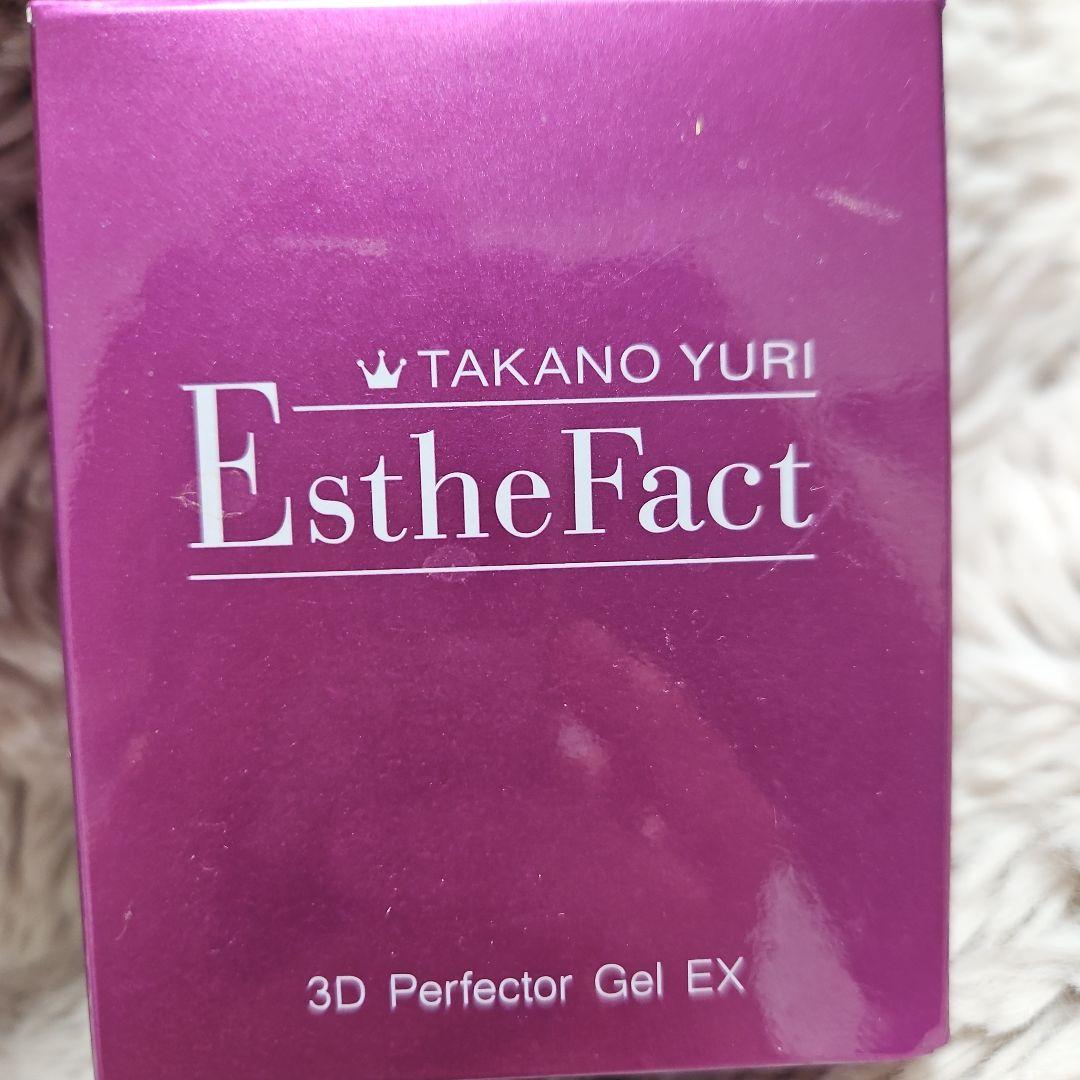 TAKANO YURI
EstheFact
3D Perfector Gel EX